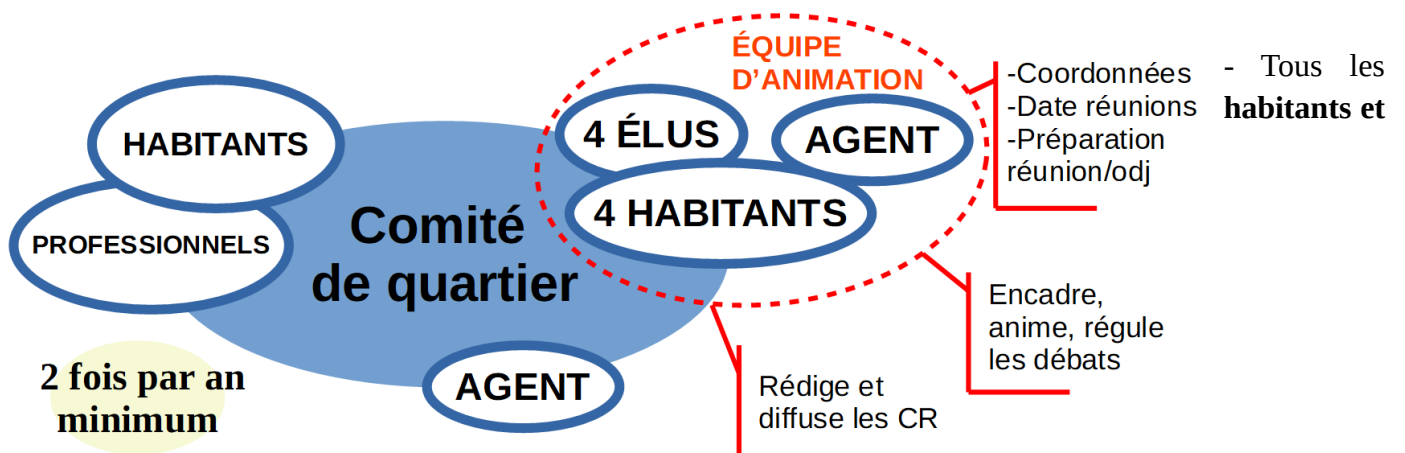 HABITANTS
PROFESSIONNELS
Comité
de quartier
2 fois par an
minimum
AGENT
ÉQUIPE
D’ANIMATION
4 ÉLUS
AGENT
4 HABITANTS
-Coordonnées
-Date réunions
-Préparation
réunion/odj
Encadre,
anime, régule
les débats
Rédige et
diffuse les CR
- Tous les
habitants et